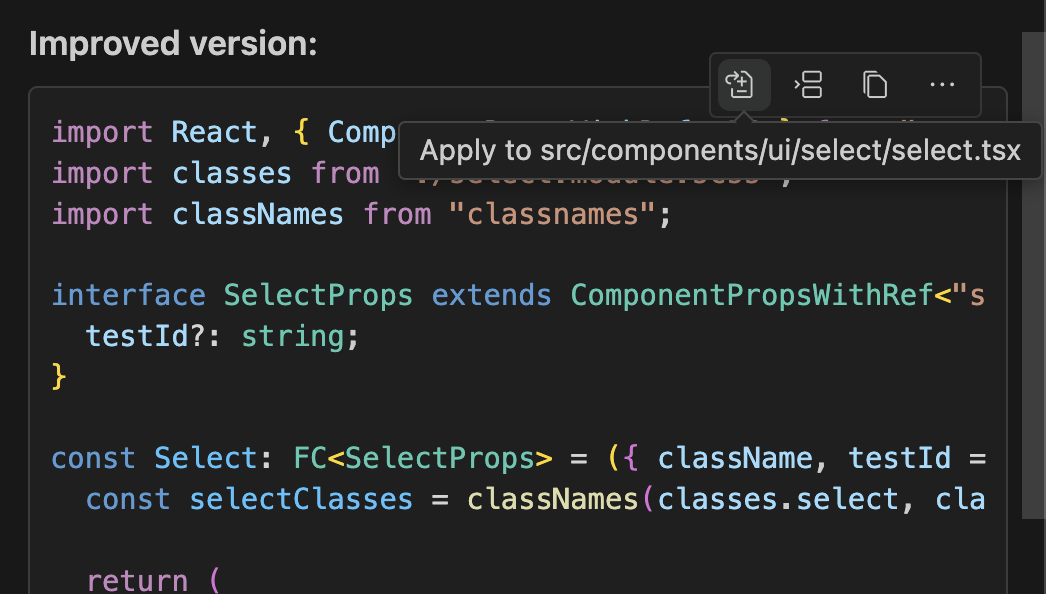 Improved version:
Apply to src/components/ui/select/select.tsx
import React, { Comp
import classes from
import classNames from "classnames";
interface SelectProps extends ComponentPropsWithRef<"s
testId?: string;
}
const Select: FC<SelectProps> = ({ className, testId =
const selectClasses = classNames(classes.select, cla
return (